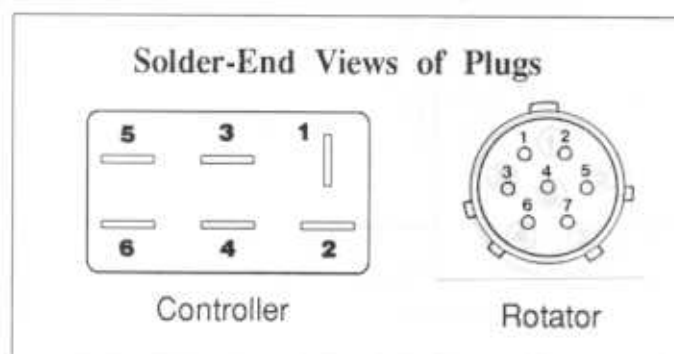 Solder-End Views of Plugs
5 3 1
6 4 2
1 2
3 4 5
6 7
Controller
Rotator